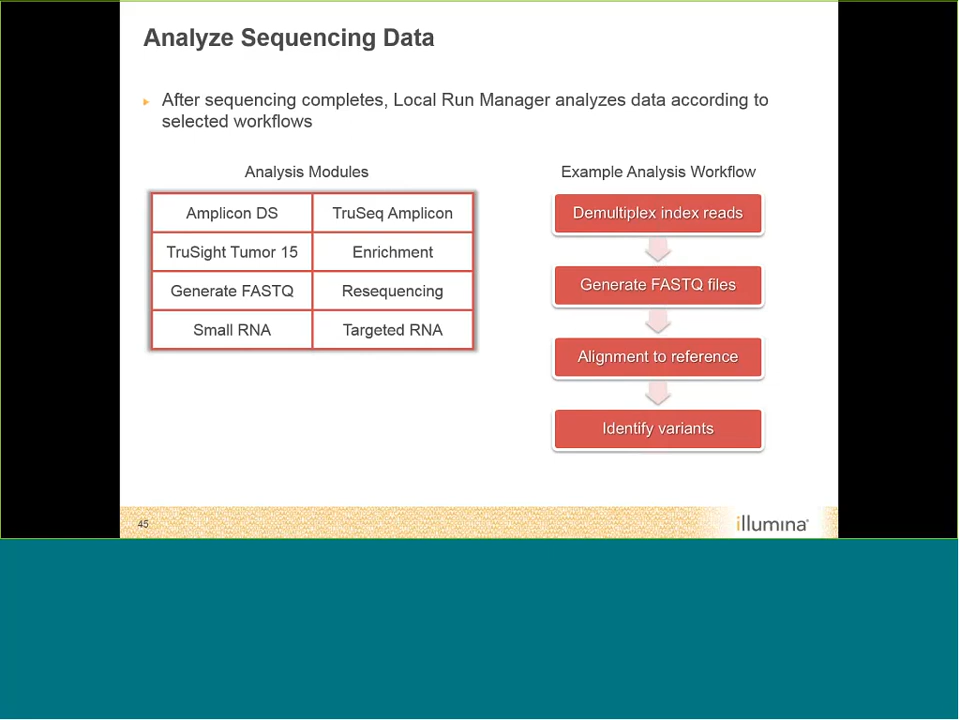 Analyze Sequencing Data
After sequencing completes, Local Run Manager analyzes data according to
selected workflows
Analysis Modules
Amplicon DS
TruSeq Amplicon
TruSight Tumor 15
Enrichment
Generate FASTQ
Resequencing
Small RNA
Targeted RNA
Example Analysis Workflow
Demultiplex index reads
Generate FASTQ files
Alignment to reference
Identify variants
45
illumina®